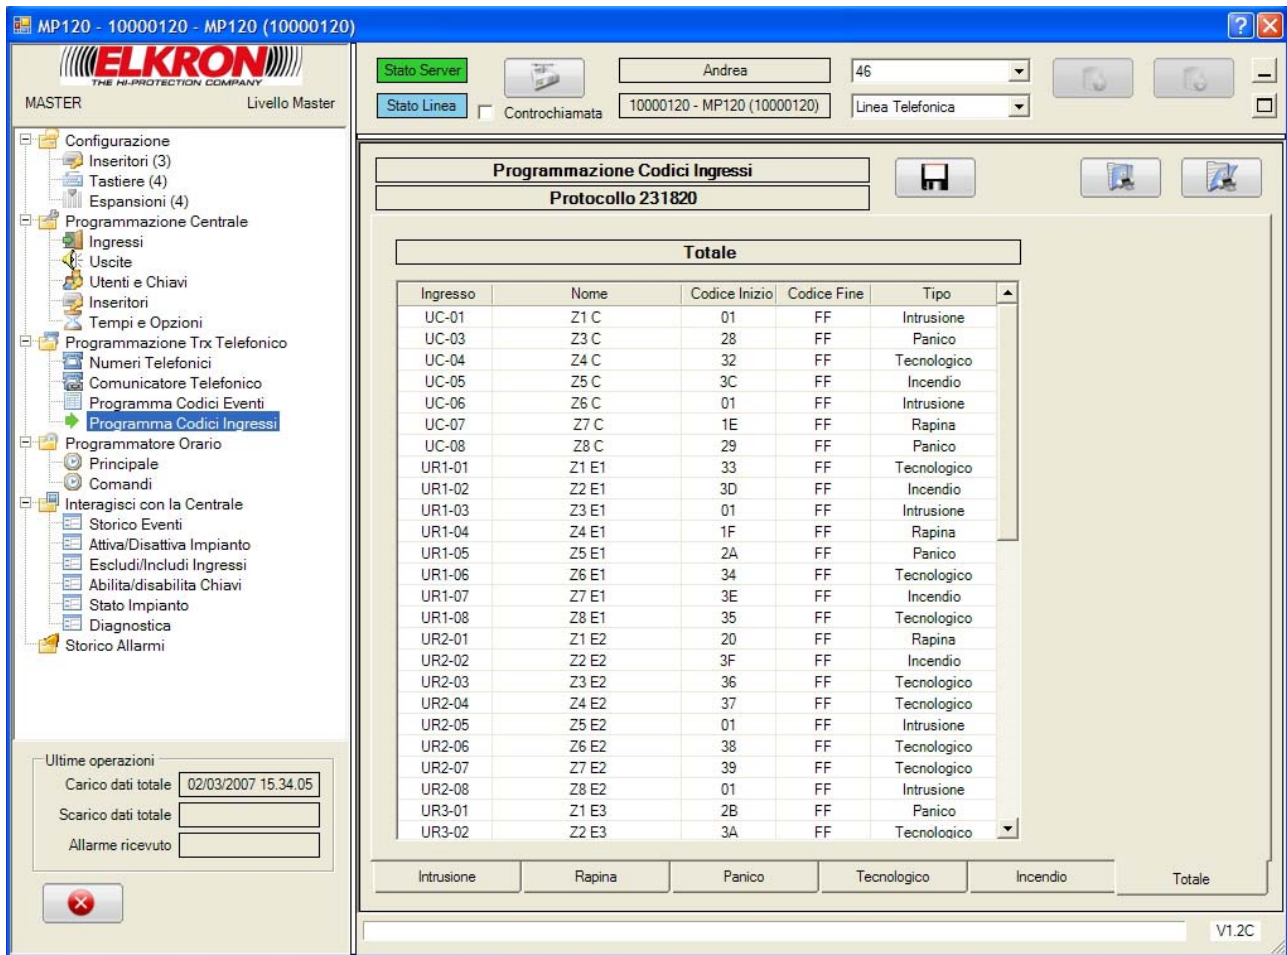 MP120 - 10000120 - MP120 (10000120)
ELKRON
THE HI-PROTECTION COMPANY
MASTER Livello Master
Configurazione
Inseritori (3)
Tastiere (4)
Espansioni (4)
Programmazione Centrale
Ingressi
Uscite
Utenti e Chiavi
Inseritori
Tempi e Opzioni
Programmazione Trx Telefonico
Numeri Telefonici
Comunicatore Telefonico
Programma Codici Eventi
Programma Codici Ingressi
Programmatore Orario
Principale
Comandi
Interagisci con la Centrale
Storico Eventi
Attiva/Disattiva Impianto
Escludi/Includi Ingressi
Abilita/disabilita Chiavi
Stato Impianto
Diagnostica
Storico Allarmi
Ultime operazioni
Carico dati totale 02/03/2007 15.34.05
Scarico dati totale
Allarme ricevuto
Stato Server Andrea 46
Stato Linea Controchiamata 10000120 - MP120 (10000120) Linea Telefonica
Programmazione Codici Ingressi
Protocollo 231820
Totale
Ingresso Nome Codice Inizio Codice Fine Tipo
UC-01 Z1 C 01 FF Intrusione
UC-03 Z3 C 28 FF Panico
UC-04 Z4 C 32 FF Tecnologico
UC-05 Z5 C 3C FF Incendio
UC-06 Z6 C 01 FF Intrusione
UC-07 Z7 C 1E FF Rapina
UC-08 Z8 C 29 FF Panico
UR1-01 Z1 E1 33 FF Tecnologico
UR1-02 Z2 E1 3D FF Incendio
UR1-03 Z3 E1 01 FF Intrusione
UR1-04 Z4 E1 1F FF Rapina
UR1-05 Z5 E1 2A FF Panico
UR1-06 Z6 E1 34 FF Tecnologico
UR1-07 Z7 E1 3E FF Incendio
UR1-08 Z8 E1 35 FF Tecnologico
UR2-01 Z1 E2 20 FF Rapina
UR2-02 Z2 E2 3F FF Incendio
UR2-03 Z3 E2 36 FF Tecnologico
UR2-04 Z4 E2 37 FF Tecnologico
UR2-05 Z5 E2 01 FF Intrusione
UR2-06 Z6 E2 38 FF Tecnologico
UR2-07 Z7 E2 39 FF Tecnologico
UR2-08 Z8 E2 01 FF Intrusione
UR3-01 Z1 E3 2B FF Panico
UR3-02 Z2 E3 3A FF Tecnologico
Intrusione Rapina Panico Tecnologico Incendio Totale
V1.2C